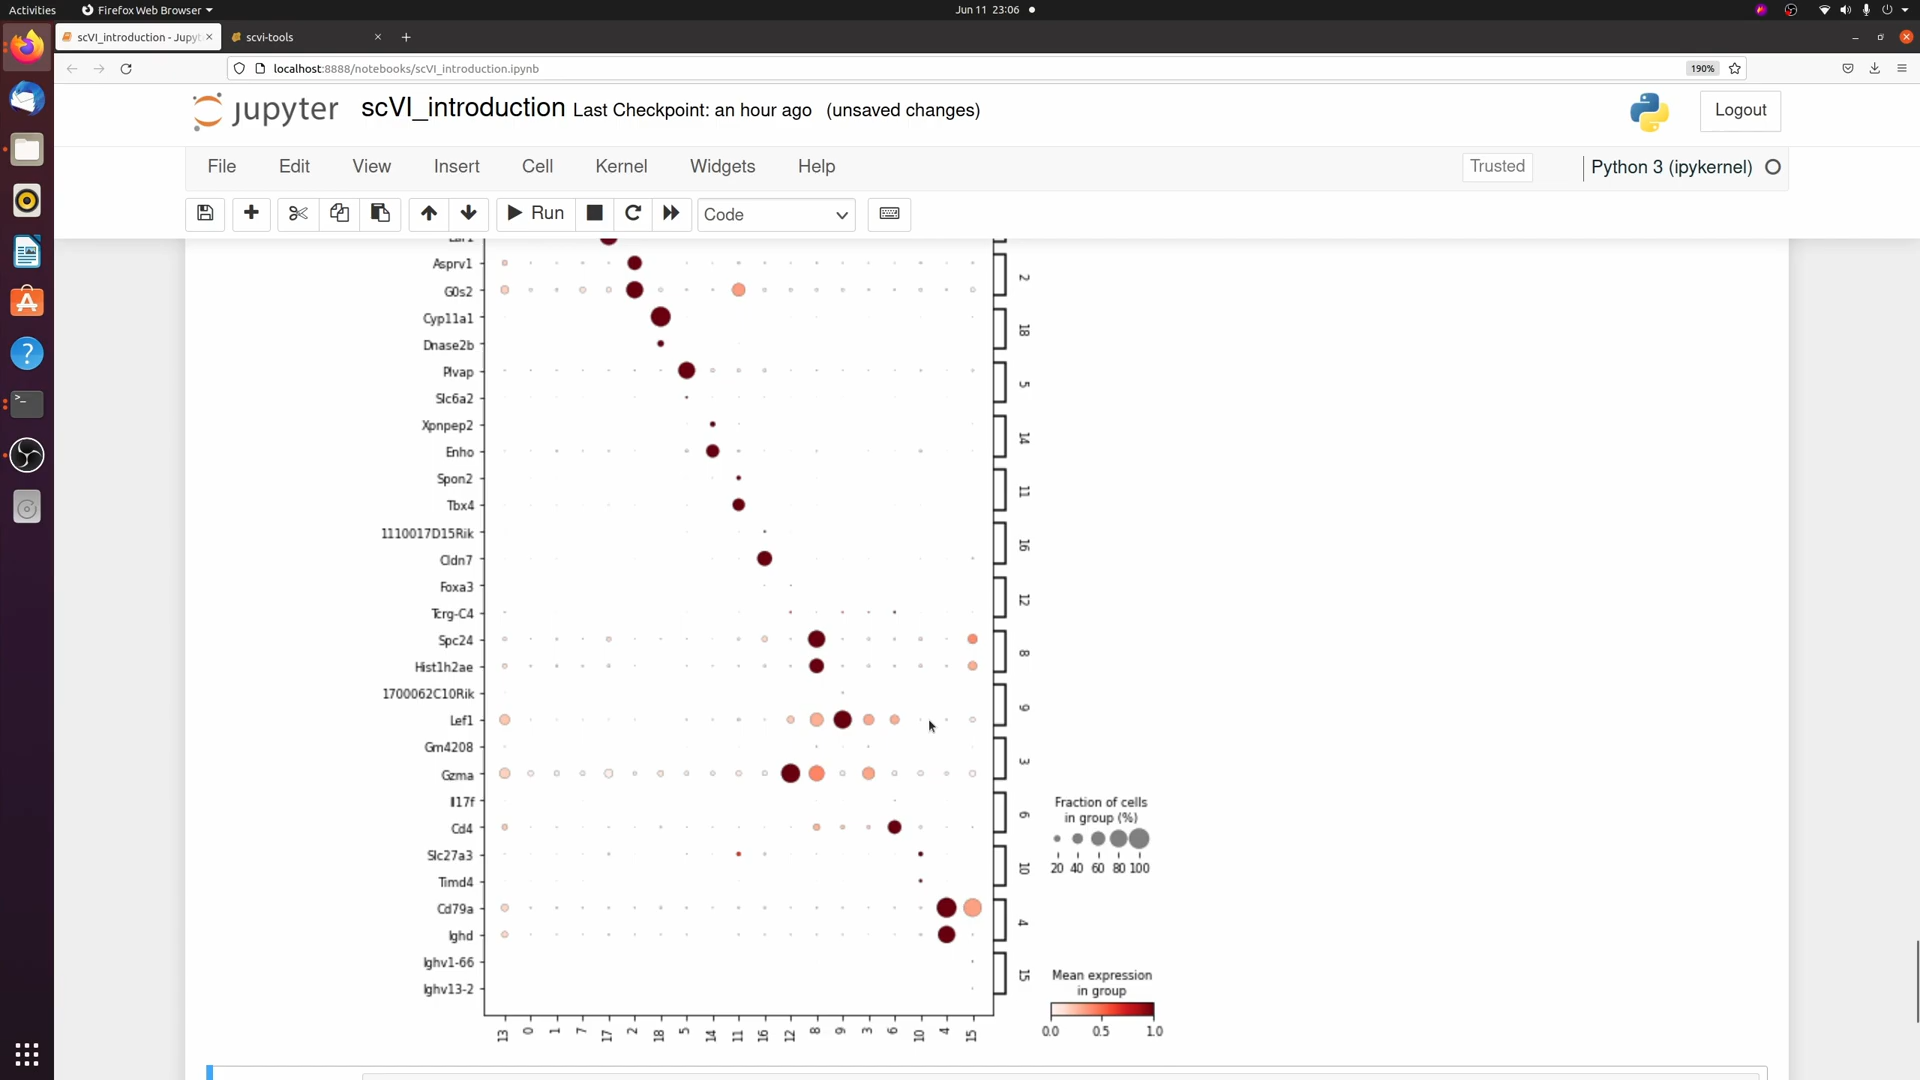 Activities
Firefox Web Browser
Jun 11 23:06
scVI_introduction - Jupyt
scvi-tools
localhost:8888/notebooks/scVI_introduction.ipynb
190%
jupyter
scVI_introduction Last Checkpoint: an hour ago (unsaved changes)
Logout
File Edit View Insert Cell Kernel Widgets Help
Trusted
Python 3 (ipykernel)
Run
Code
Asprv1
G0s2
2
Cyp11a1
Dnase2b
18
Plvap
Slc6a2
5
Xpnpep2
Enho
14
Spon2
Tbx4
11
1110017D15Rik
Cldn7
16
Foxa3
Tcrg-C4
12
Spc24
Hist1h2ae
8
1700062C10Rik
Lef1
9
Gm4208
Gzma
3
Il17f
Cd4
6
Slc27a3
Timd4
10
Cd79a
Ighd
4
Ighv1-66
Ighv13-2
15
Fraction of cells
in group (%)
20 40 60 80 100
Mean expression
in group
0.0 0.5 1.0
13 0 1 7 17 2 18 5 14 11 16 12 8 9 3 6 10 4 15